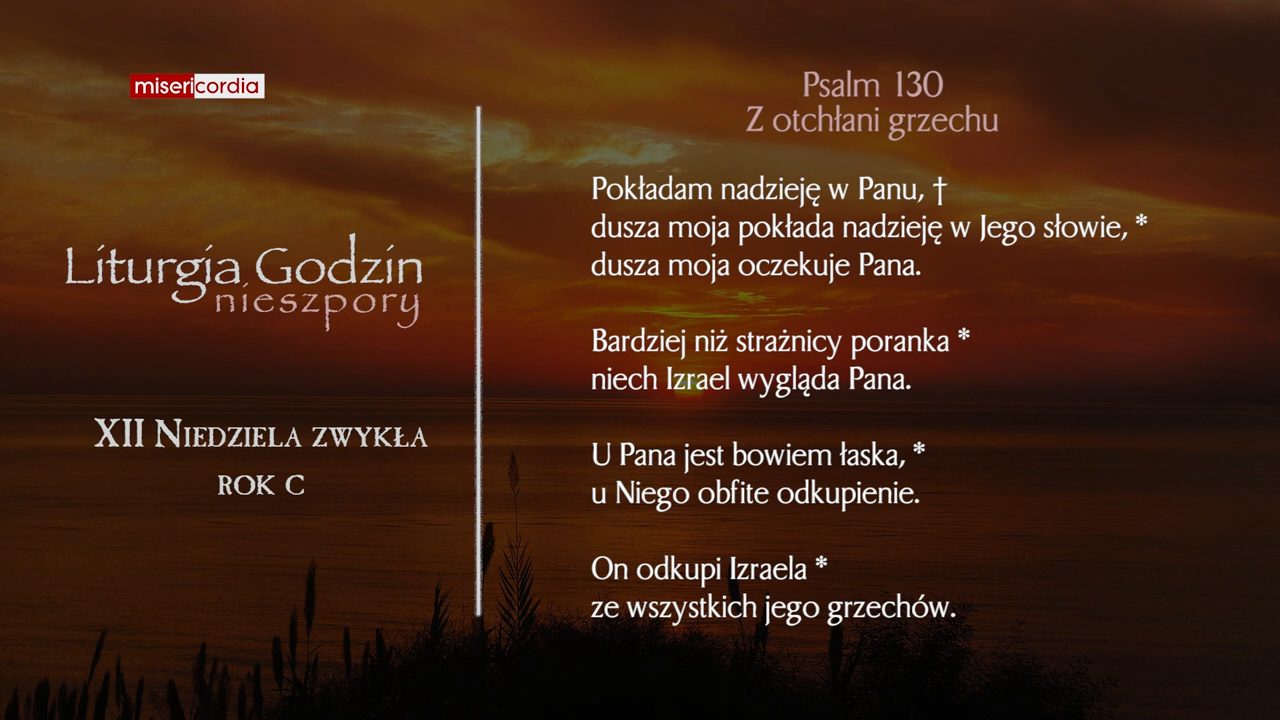 misericordia
Liturgia Godzin
nieszpory
XII Niedziela zwykła
rok C
Psalm 130
Z otchłani grzechu
Pokładam nadzieję w Panu, †
dusza moja pokłada nadzieję w Jego słowie, *
dusza moja oczekuje Pana.
Bardziej niż strażnicy poranka *
niech Izrael wygląda Pana.
U Pana jest bowiem łaska, *
u Niego obfite odkupienie.
On odkupi Izraela *
ze wszystkich jego grzechów.